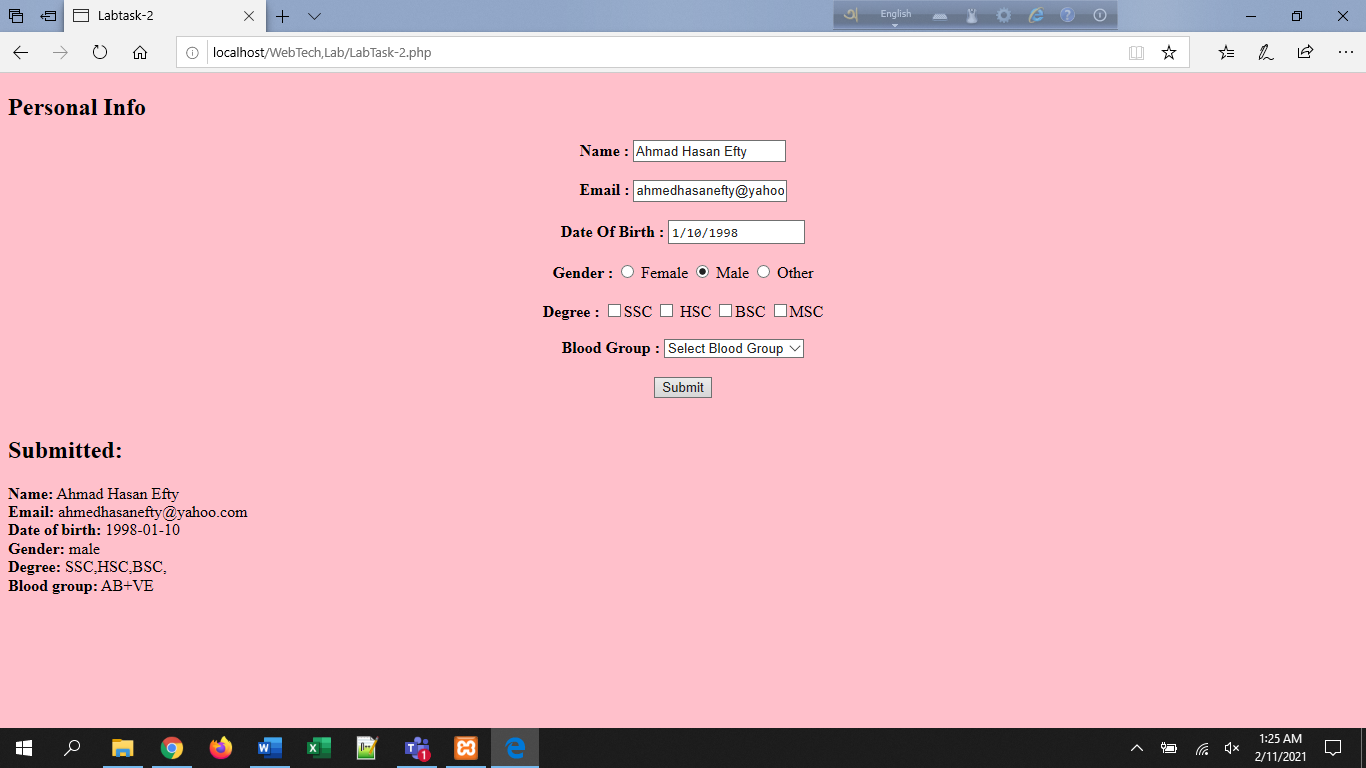 Labtask-2
English
localhost/WebTech,Lab/LabTask-2.php
Personal Info
Name : Ahmad Hasan Efty
Email : ahmedhasanefty@yahoo
Date Of Birth : 1/10/1998
Gender : Female Male Other
Degree : SSC HSC BSC MSC
Blood Group : Select Blood Group
Submit
Submitted:
Name: Ahmad Hasan Efty
Email: ahmedhasanefty@yahoo.com
Date of birth: 1998-01-10
Gender: male
Degree: SSC,HSC,BSC,
Blood group: AB+VE
1
1:25 AM
2/11/2021